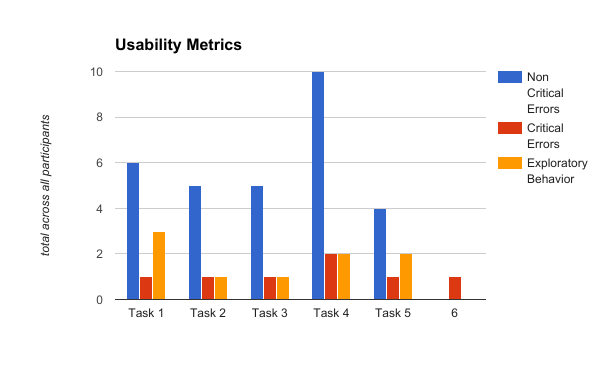 Usability Metrics
total across all participants
10
8
6
4
2
0
Task 1
Task 2
Task 3
Task 4
Task 5
6
Non
Critical
Errors
Critical
Errors
Exploratory
Behavior